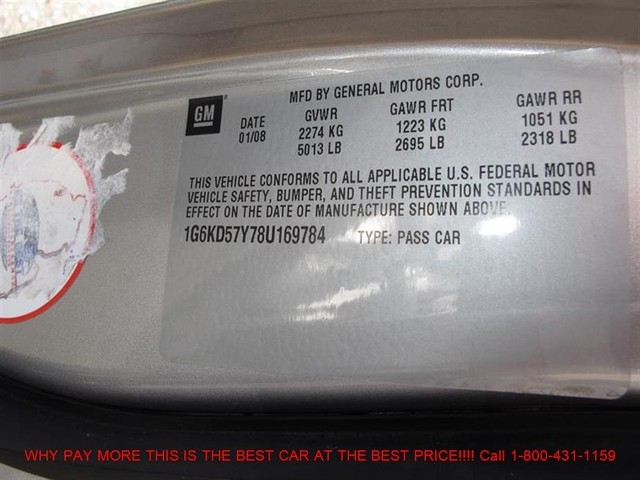 MFD BY GENERAL MOTORS CORP.
GM
DATE GVWR GAWR FRT GAWR RR
01/08 2274 KG 1223 KG 1051 KG
5013 LB 2695 LB 2318 LB
THIS VEHICLE CONFORMS TO ALL APPLICABLE U.S. FEDERAL MOTOR
VEHICLE SAFETY, BUMPER, AND THEFT PREVENTION STANDARDS IN
EFFECT ON THE DATE OF MANUFACTURE SHOWN ABOVE.
1G6KD57Y78U169784 TYPE: PASS CAR
WHY PAY MORE THIS IS THE BEST CAR AT THE BEST PRICE!!!! Call 1-800-431-1159